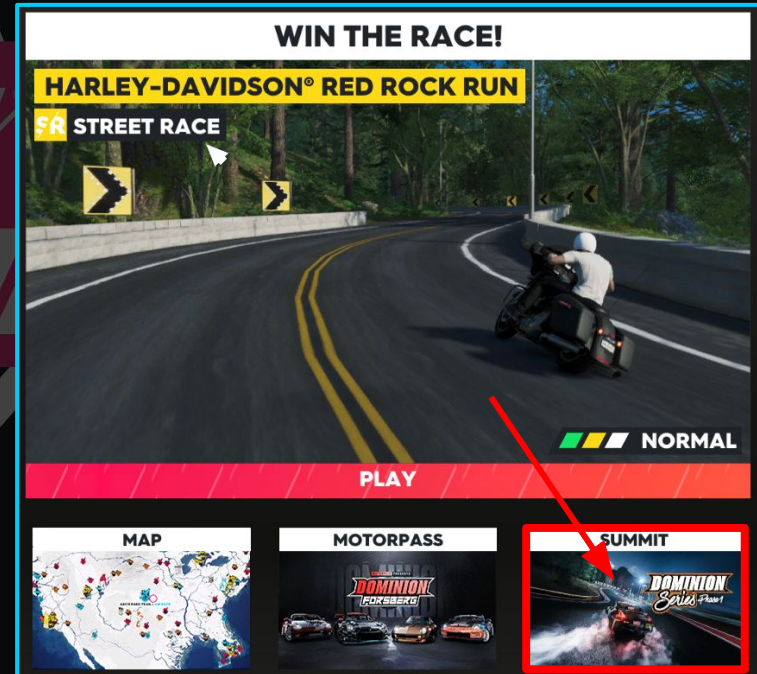 WIN THE RACE!
HARLEY-DAVIDSON® RED ROCK RUN
SR STREET RACE
NORMAL
PLAY
MAP
MOTORPASS
SUMMIT
DOMINION
FORSBERG
DOMINION
Series Phase 1